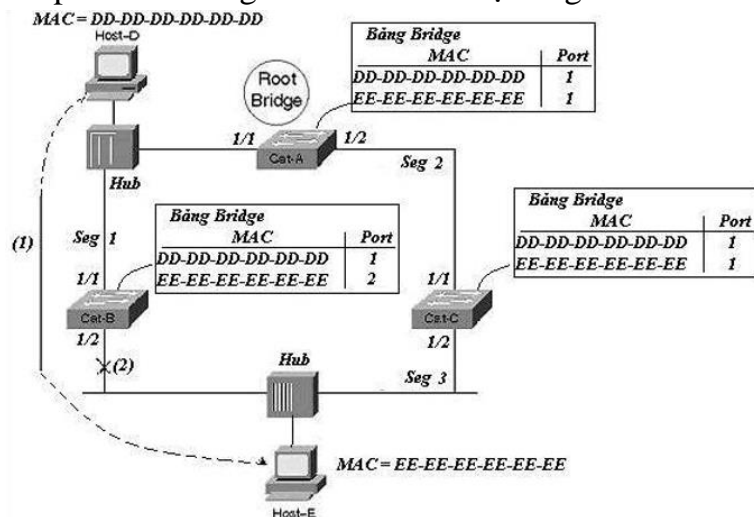 MAC = DD-DD-DD-DD-DD-DD
Host-D
Bảng Bridge
MAC Port
DD-DD-DD-DD-DD-DD 1
EE-EE-EE-EE-EE-EE 1
Root
Bridge
1/1
1/2
Cat-A
Seg 2
Hub
Bảng Bridge
MAC Port
DD-DD-DD-DD-DD-DD 1
EE-EE-EE-EE-EE-EE 1
(1)
Seg 1
Bảng Bridge
MAC Port
DD-DD-DD-DD-DD-DD 1
EE-EE-EE-EE-EE-EE 2
1/1
Cat-B
1/2
(2)
1/1
Cat-C
1/2
Hub
Seg 3
MAC = EE-EE-EE-EE-EE-EE
Host-E